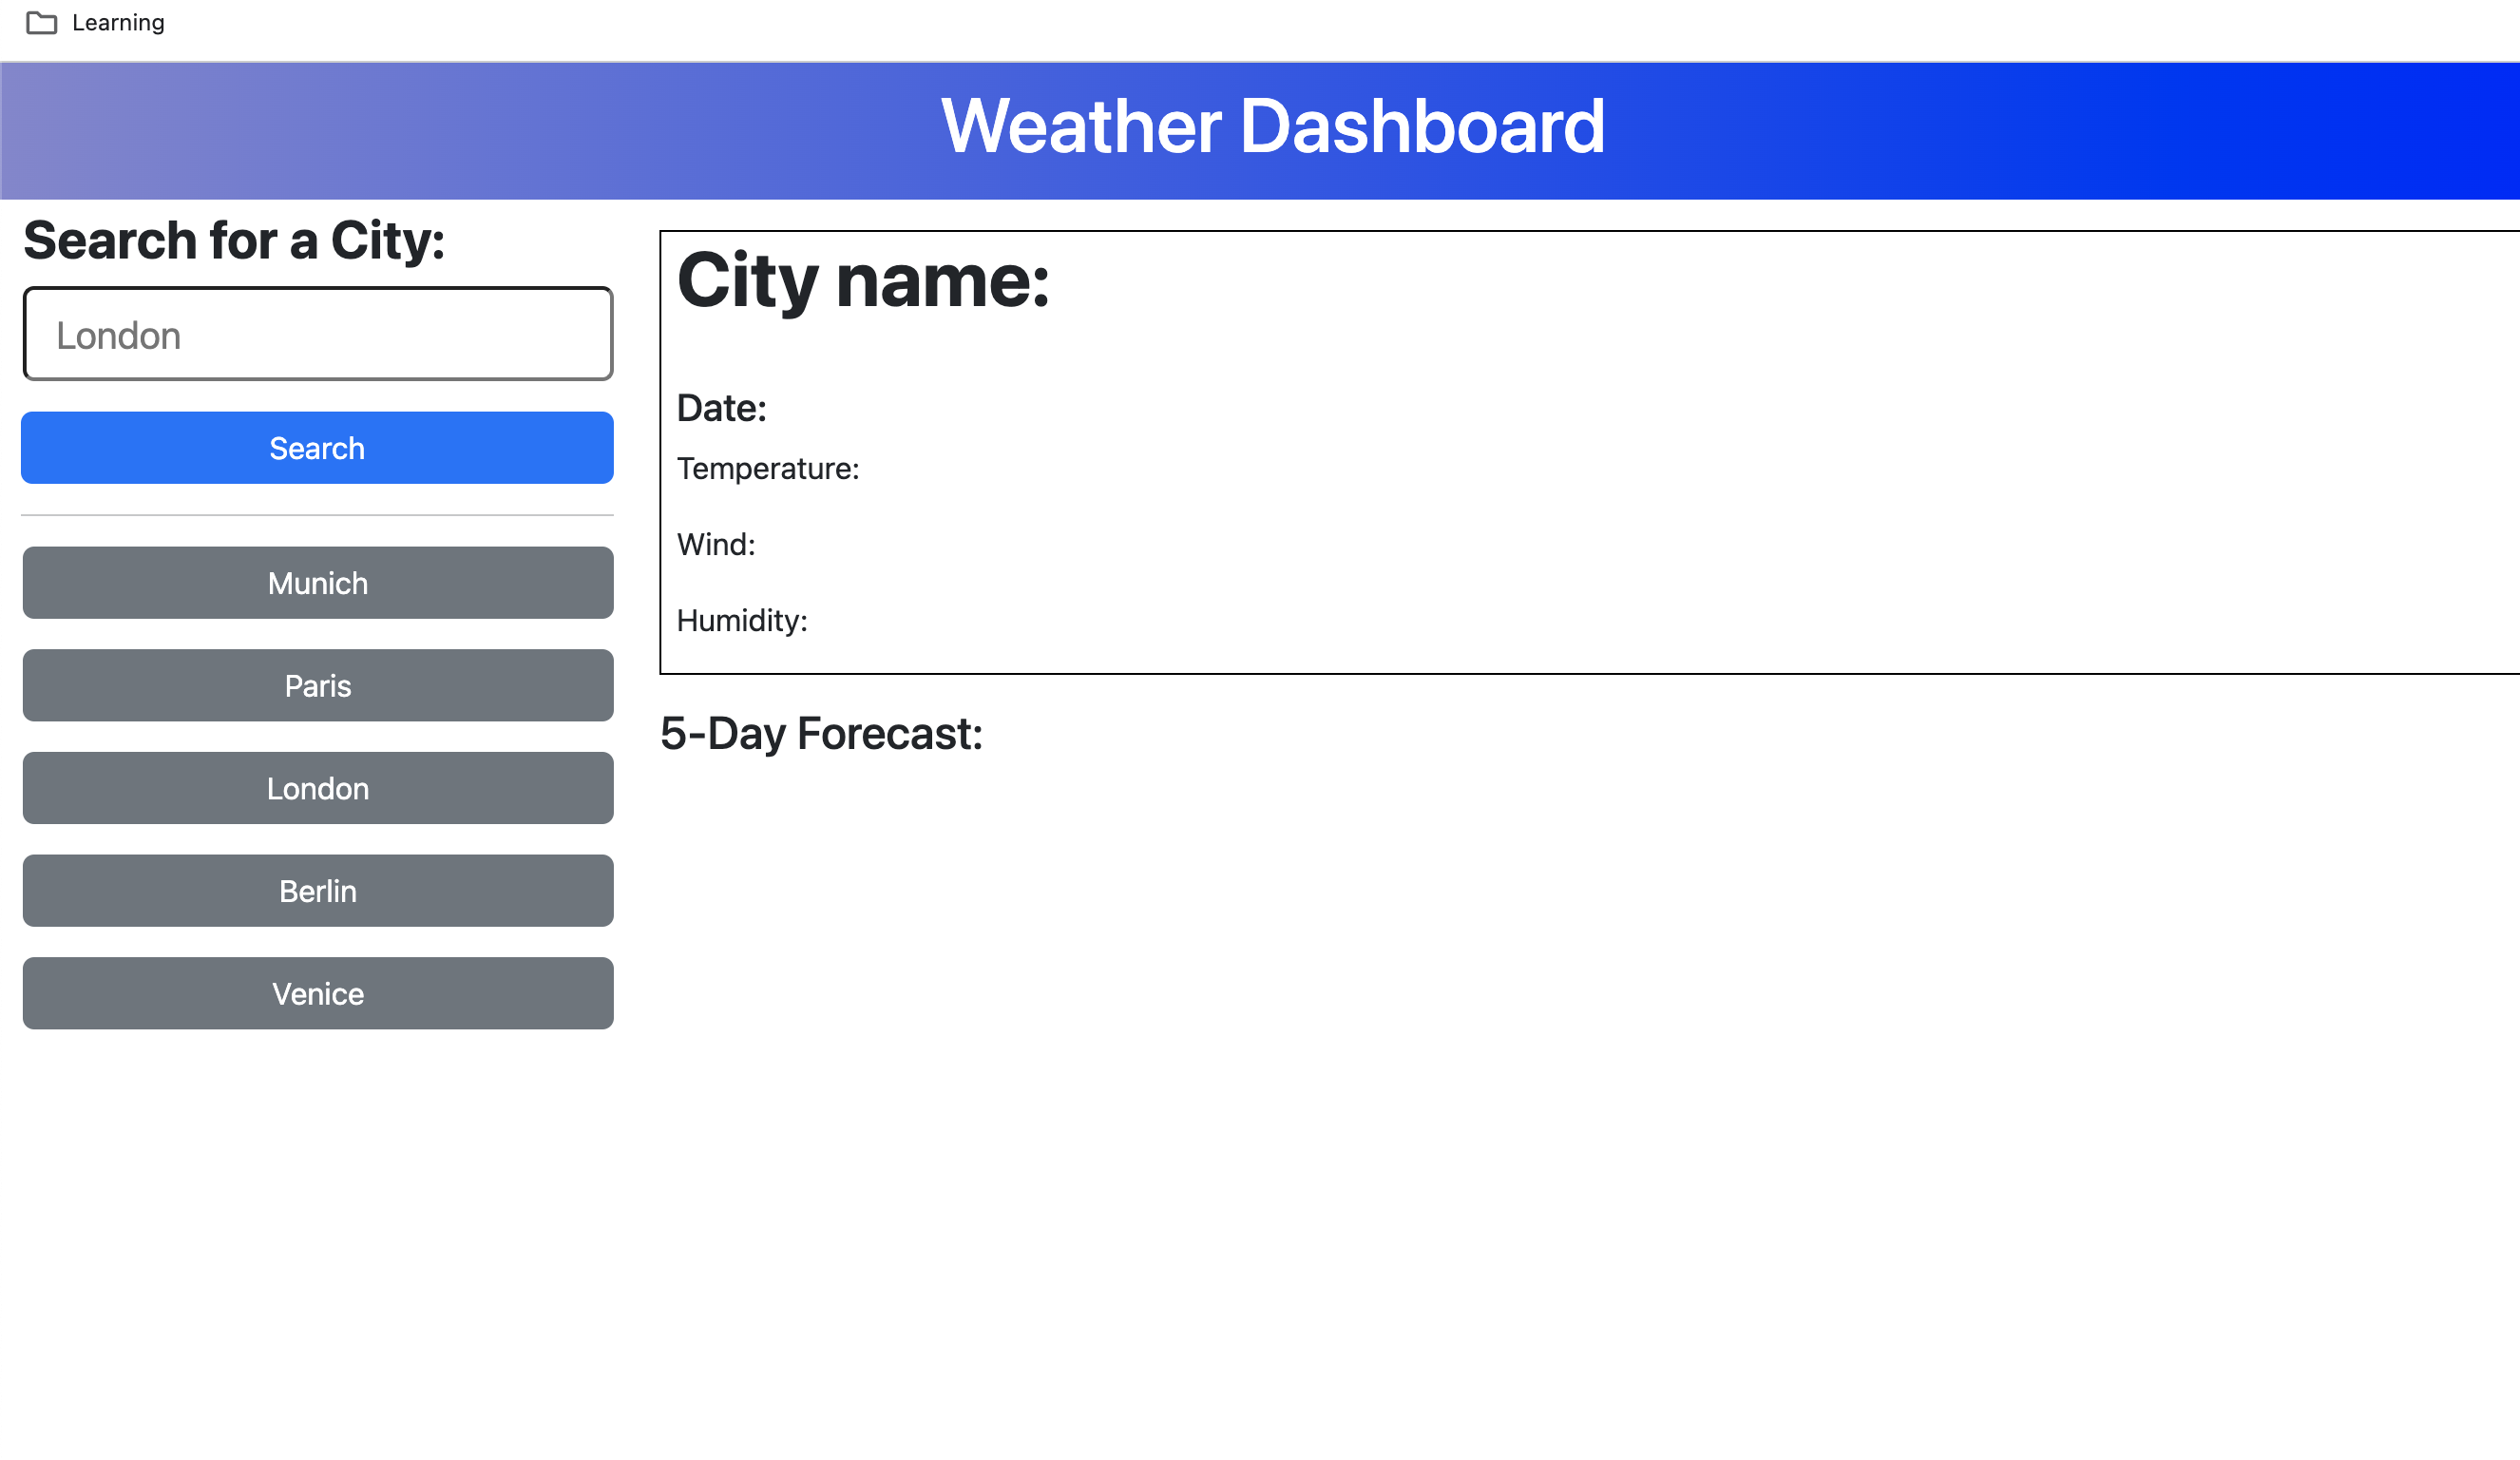 Learning
Weather Dashboard
Search for a City:
London
Search
Munich
Paris
London
Berlin
Venice
City name:
Date:
Temperature:
Wind:
Humidity:
5-Day Forecast: